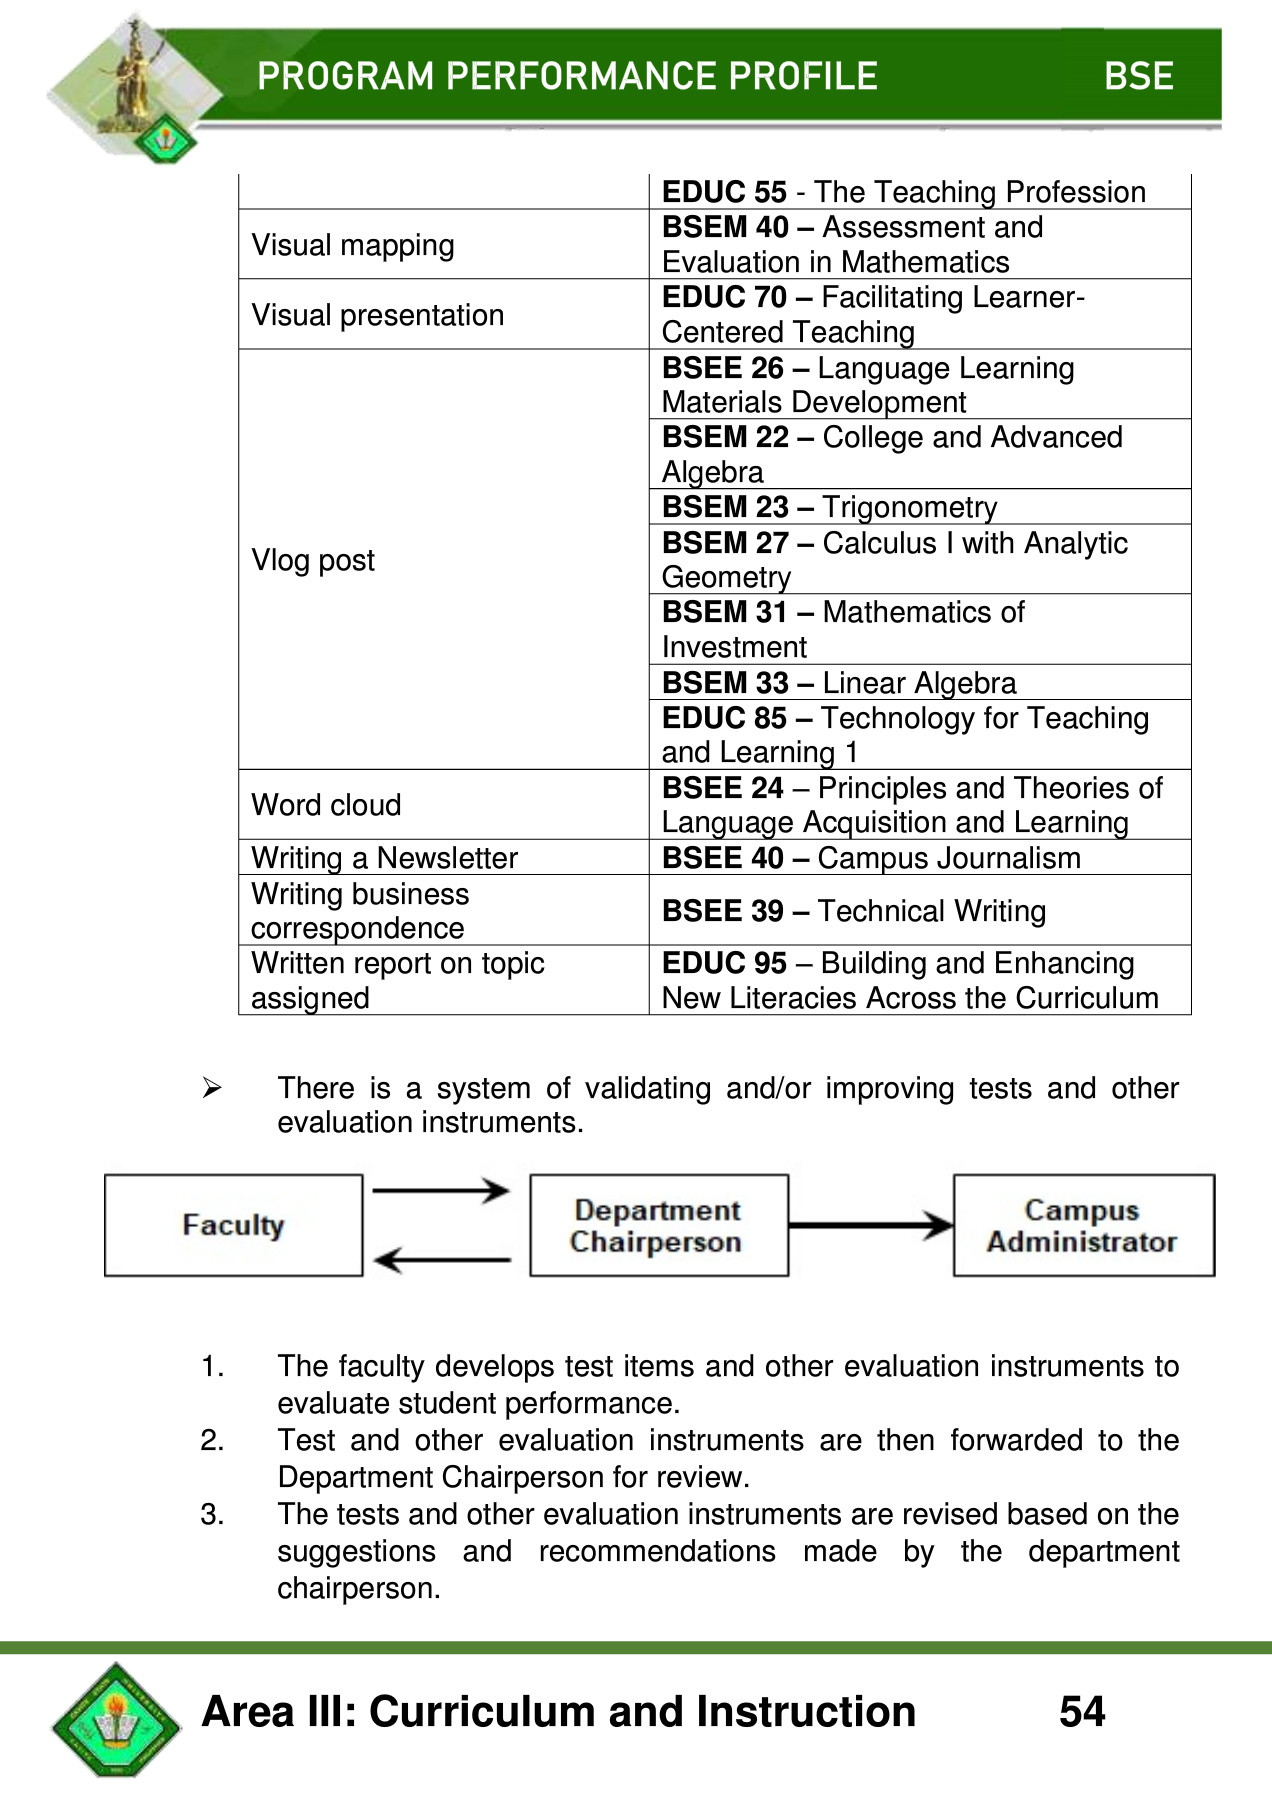 PROGRAM PERFORMANCE PROFILE BSE
EDUC 55 - The Teaching Profession
Visual mapping
BSEM 40 – Assessment and
Evaluation in Mathematics
Visual presentation
EDUC 70 – Facilitating Learner-
Centered Teaching
Vlog post
BSEE 26 – Language Learning
Materials Development
BSEM 22 – College and Advanced
Algebra
BSEM 23 – Trigonometry
BSEM 27 – Calculus I with Analytic
Geometry
BSEM 31 – Mathematics of
Investment
BSEM 33 – Linear Algebra
EDUC 85 – Technology for Teaching
and Learning 1
Word cloud
BSEE 24 – Principles and Theories of
Language Acquisition and Learning
Writing a Newsletter
BSEE 40 – Campus Journalism
Writing business
correspondence
BSEE 39 – Technical Writing
Written report on topic
assigned
EDUC 95 – Building and Enhancing
New Literacies Across the Curriculum
➢ There is a system of validating and/or improving tests and other
evaluation instruments.
Faculty
Department
Chairperson
Campus
Administrator
1. The faculty develops test items and other evaluation instruments to
evaluate student performance.
2. Test and other evaluation instruments are then forwarded to the
Department Chairperson for review.
3. The tests and other evaluation instruments are revised based on the
suggestions and recommendations made by the department
chairperson.
Area III: Curriculum and Instruction 54